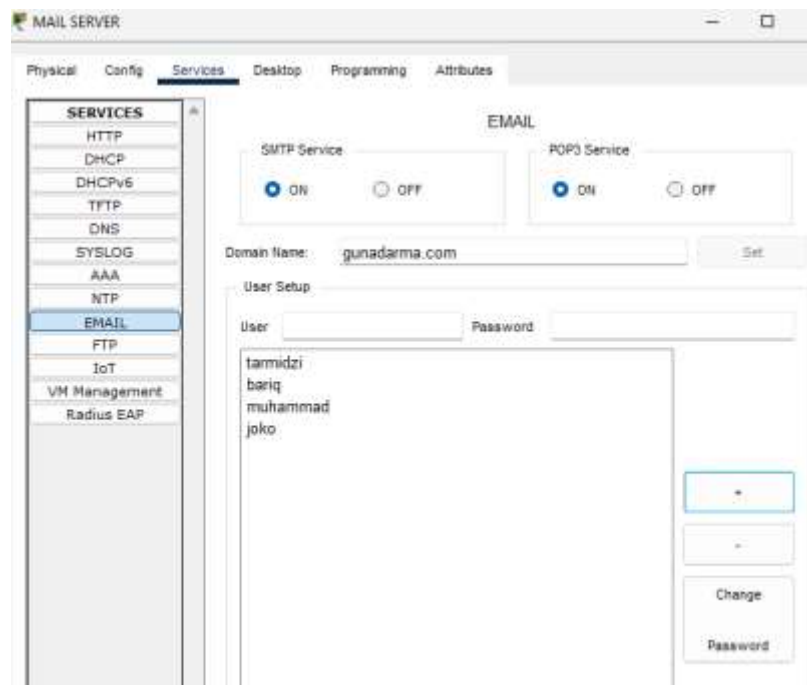 MAIL SERVER
Physical Config Services Desktop Programming Attributes
SERVICES
HTTP
DHCP
DHCPv6
TFTP
DNS
SYSLOG
AAA
NTP
EMAIL
FTP
IoT
VM Management
Radius EAP
EMAIL
SMTP Service
ON OFF
POP3 Service
ON OFF
Domain Name: gunadarma.com Set
User Setup
User Password
tarmidzi
bariq
muhammad
joko
+
-
Change
Password